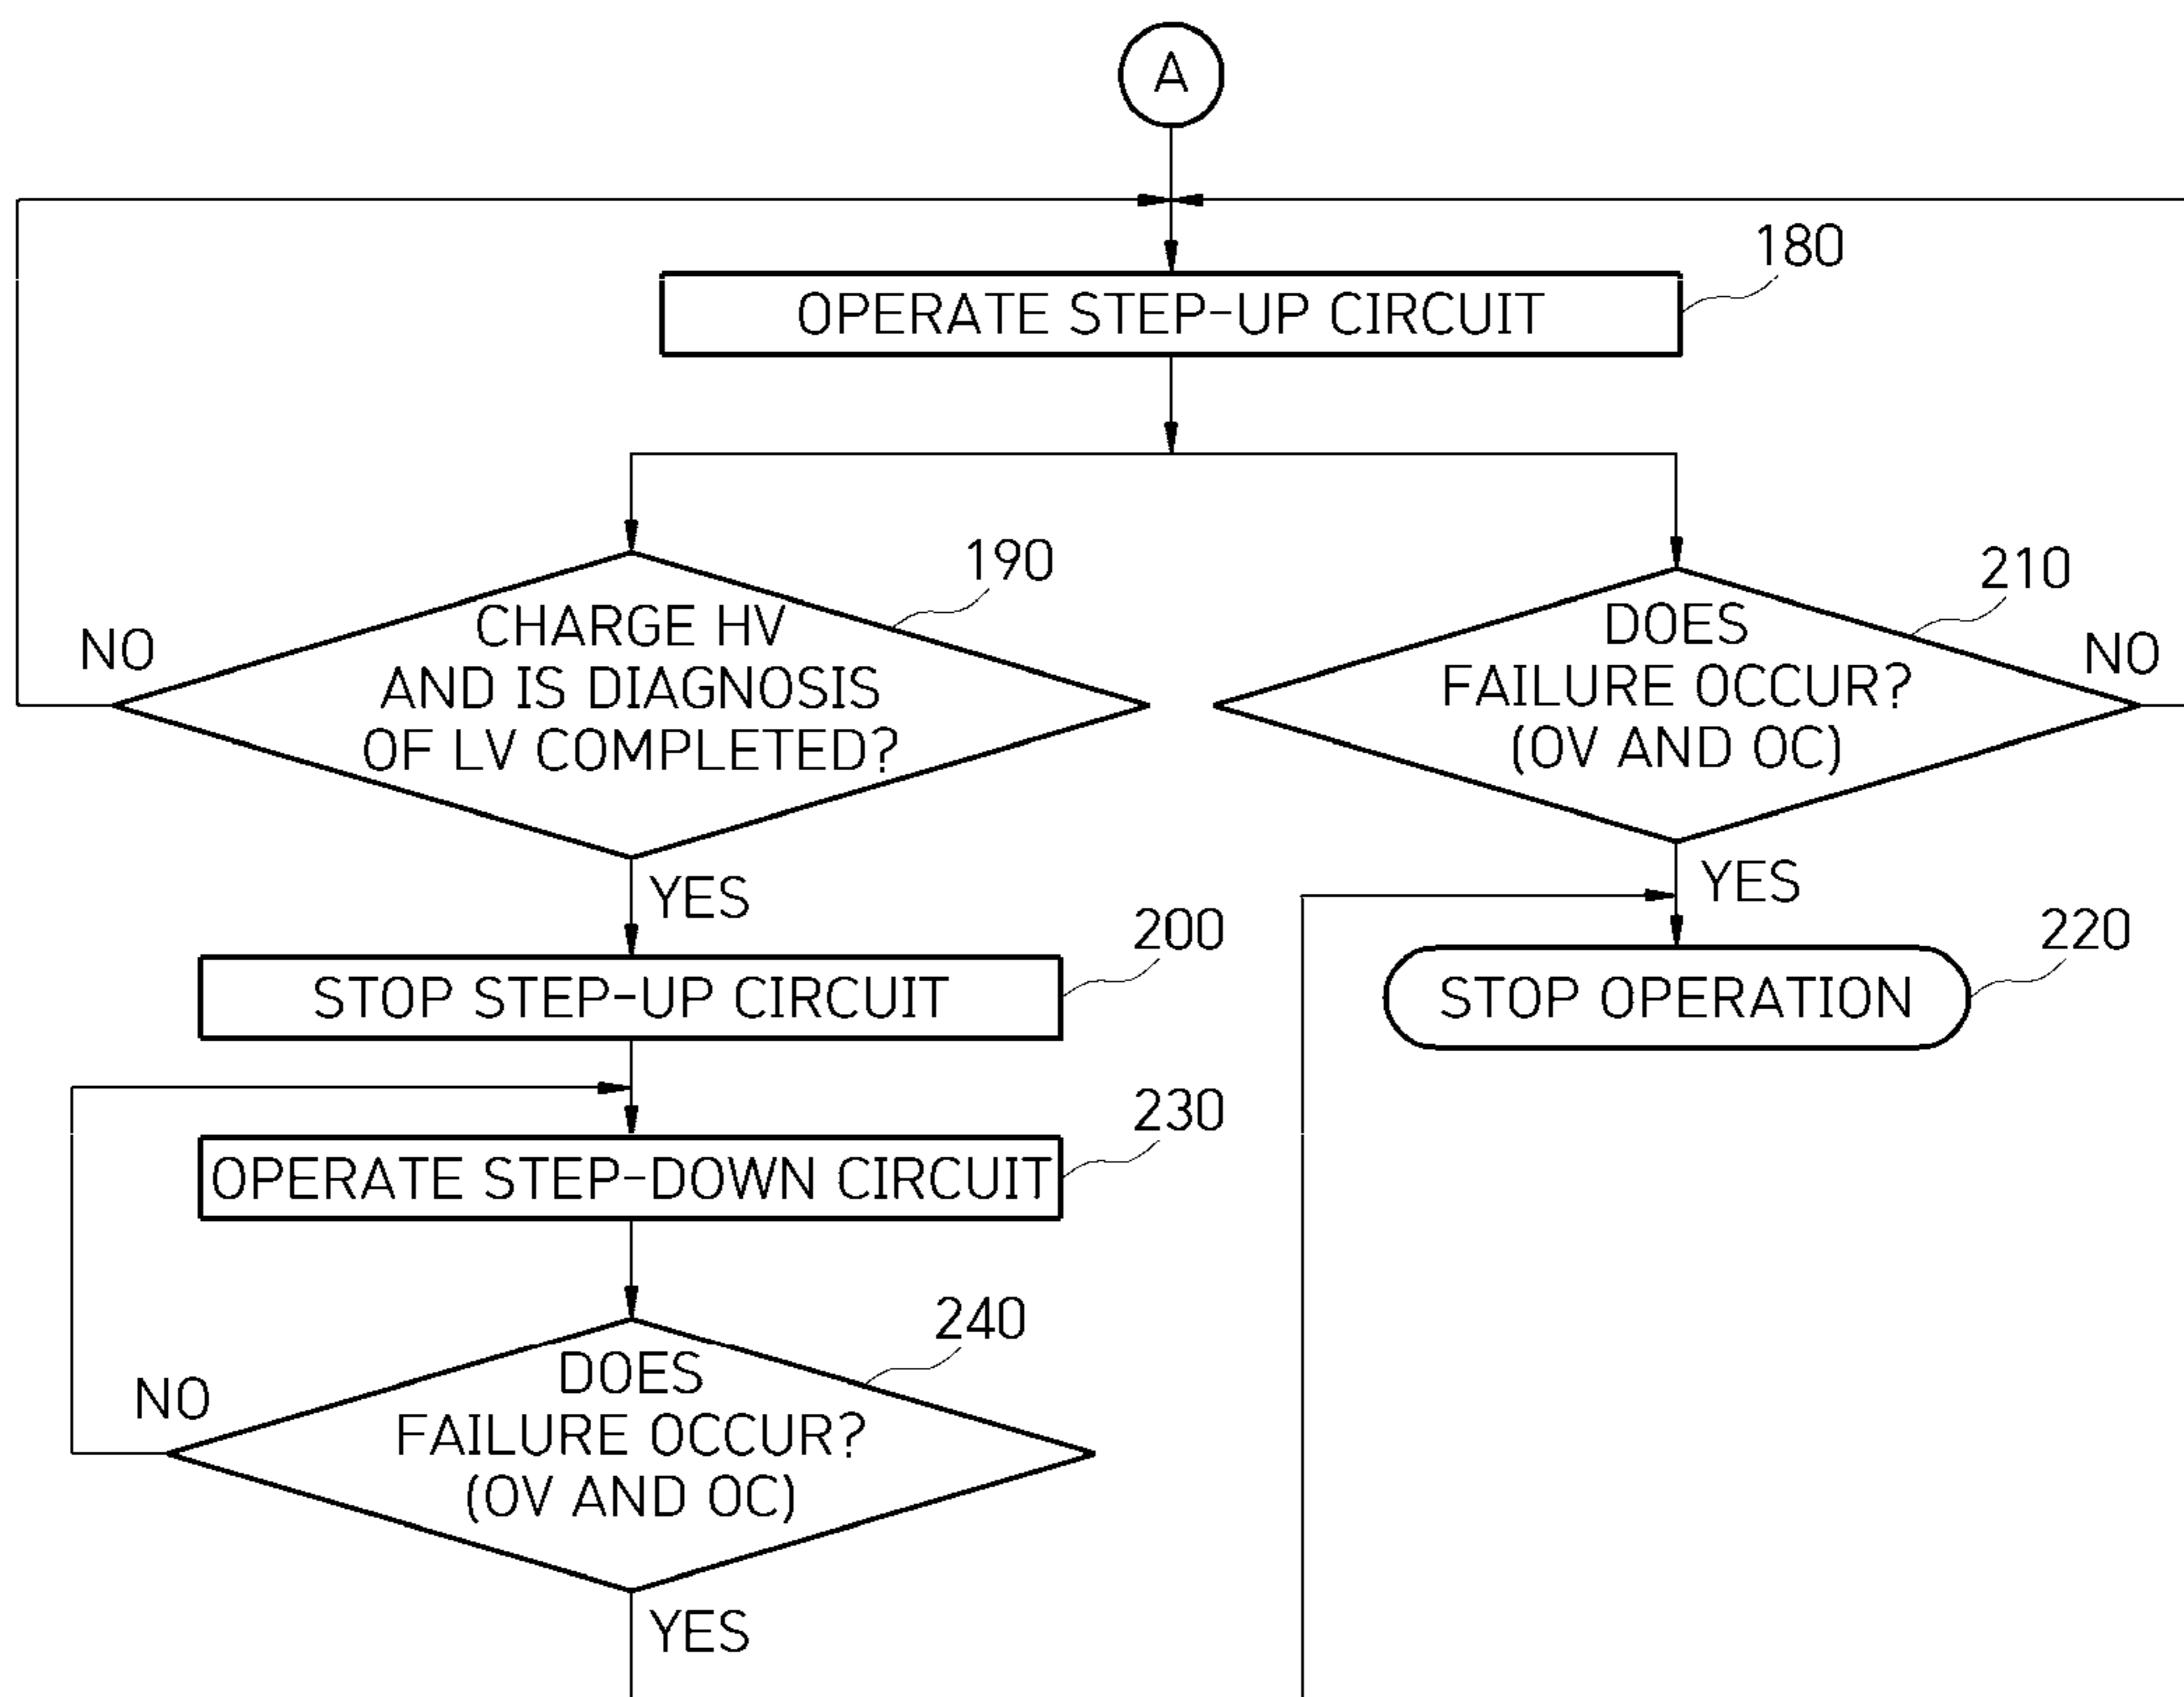 A
180
OPERATE STEP-UP CIRCUIT
190
CHARGE HV
AND IS DIAGNOSIS
OF LV COMPLETED?
NO
YES
210
DOES
FAILURE OCCUR?
(OV AND OC)
NO
YES
200
STOP STEP-UP CIRCUIT
220
STOP OPERATION
230
OPERATE STEP-DOWN CIRCUIT
240
DOES
FAILURE OCCUR?
(OV AND OC)
NO
YES